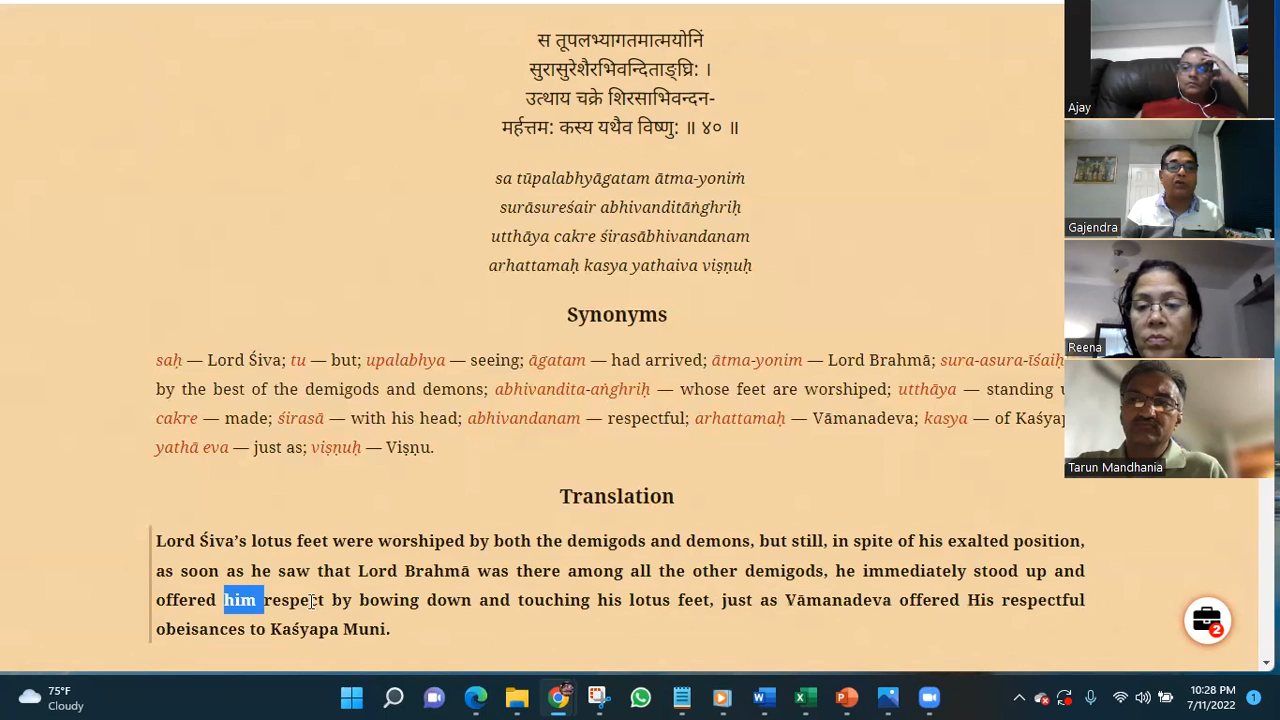 स तूपलभ्यागतमात्मयोनिं
सुरासुरेशैरभिवन्दिताङ्‌घ्रि: ।
उत्थाय चक्रे शिरसाभिवन्दन-
मर्हत्तम: कस्य यथैव विष्णु: ॥ ४० ॥
sa tūpalabhyāgatam ātma-yoniṁ
surāsureśair abhivanditāṅghriḥ
utthāya cakre śirasābhivandanam
arhattamaḥ kasya yathaiva viṣṇuḥ
Synonyms
saḥ — Lord Śiva; tu — but; upalabhya — seeing; āgatam — had arrived; ātma-yonim — Lord Brahmā; sura-asura-īśaiḥ
by the best of the demigods and demons; abhivandita-aṅghriḥ — whose feet are worshiped; utthāya — standing
cakre — made; śirasā — with his head; abhivandanam — respectful; arhattamaḥ — Vāmanadeva; kasya — of Kaśyap
yathā eva — just as; viṣṇuḥ — Viṣṇu.
Translation
Lord Śiva’s lotus feet were worshiped by both the demigods and demons, but still, in spite of his exalted position,
as soon as he saw that Lord Brahmā was there among all the other demigods, he immediately stood up and
offered him respect by bowing down and touching his lotus feet, just as Vāmanadeva offered His respectful
obeisances to Kaśyapa Muni.
Ajay
Gajendra
Reena
Tarun Mandhania
2
75°F
Cloudy
10:28 PM
7/11/2022
1